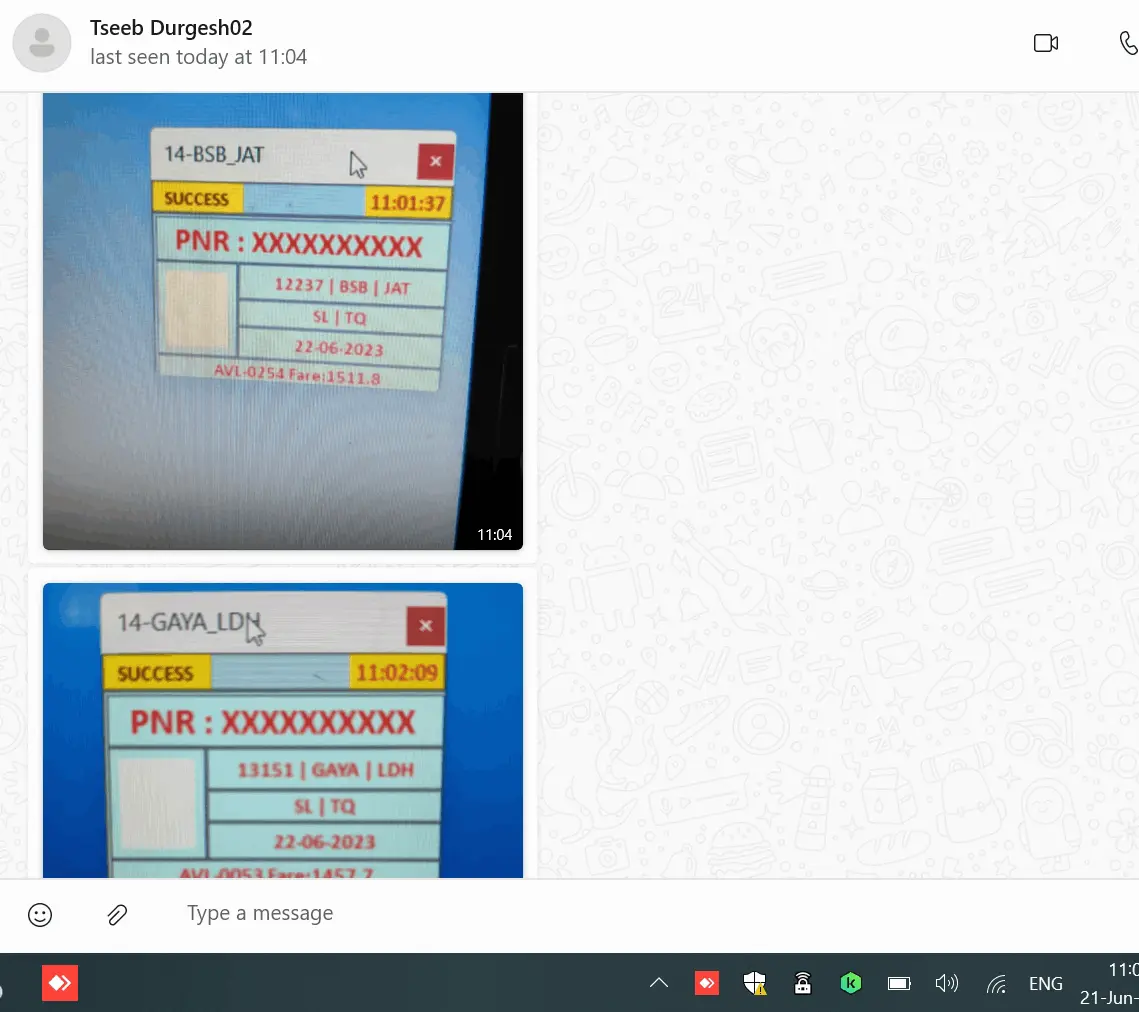 Tseeb Durgesh02
last seen today at 11:04
14-BSB_JAT
SUCCESS 11:01:37
PNR : XXXXXXXXXX
12237 | BSB | JAT
SL | TQ
22-06-2023
AVL-0254 Fare:1511.8
11:04
14-GAYA_LDH
SUCCESS 11:02:09
PNR : XXXXXXXXXX
13151 | GAYA | LDH
SL | TQ
22-06-2023
AVL-0053 Fare:1457.7
Type a message
ENG
11:0
21-Jun-